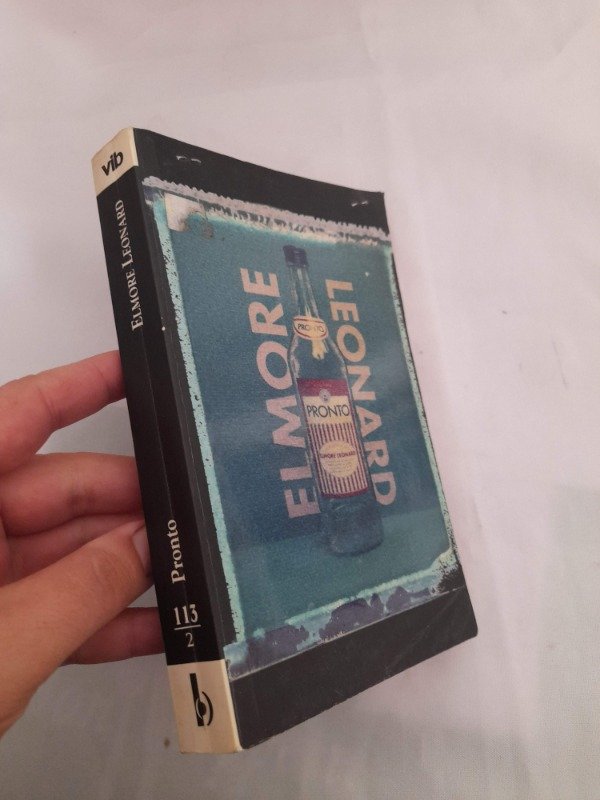 vib
ELMORE LEONARD
Pronto
113
2
b
ELMORE
LEONARD
PRONTO
PRONTO
ELMORE LEONARD